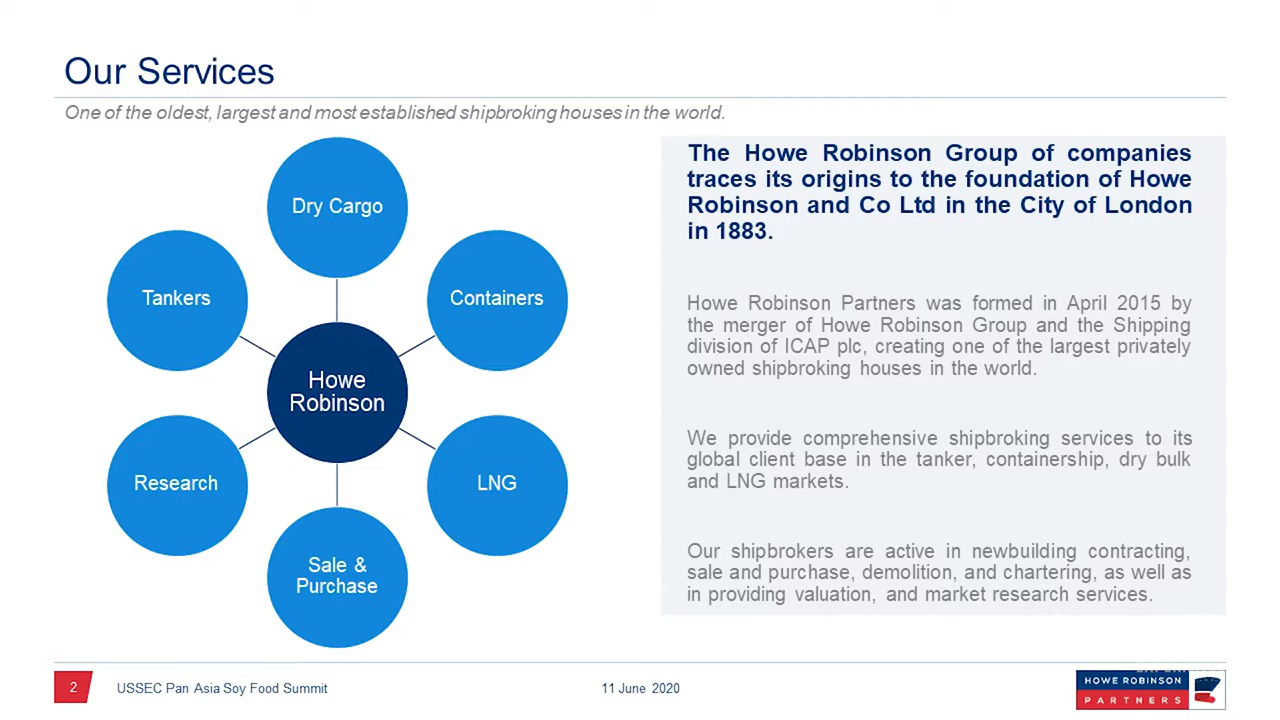 Our Services
One of the oldest, largest and most established shipbroking houses in the world.
Dry Cargo
Tankers
Containers
Howe
Robinson
Research
LNG
Sale &
Purchase
The Howe Robinson Group of companies
traces its origins to the foundation of Howe
Robinson and Co Ltd in the City of London
in 1883.
Howe Robinson Partners was formed in April 2015 by
the merger of Howe Robinson Group and the Shipping
division of ICAP plc, creating one of the largest privately
owned shipbroking houses in the world.
We provide comprehensive shipbroking services to its
global client base in the tanker, containership, dry bulk
and LNG markets.
Our shipbrokers are active in newbuilding contracting,
sale and purchase, demolition, and chartering, as well as
in providing valuation, and market research services.
2
USSEC Pan Asia Soy Food Summit
11 June 2020
HOWE ROBINSON
PARTNERS